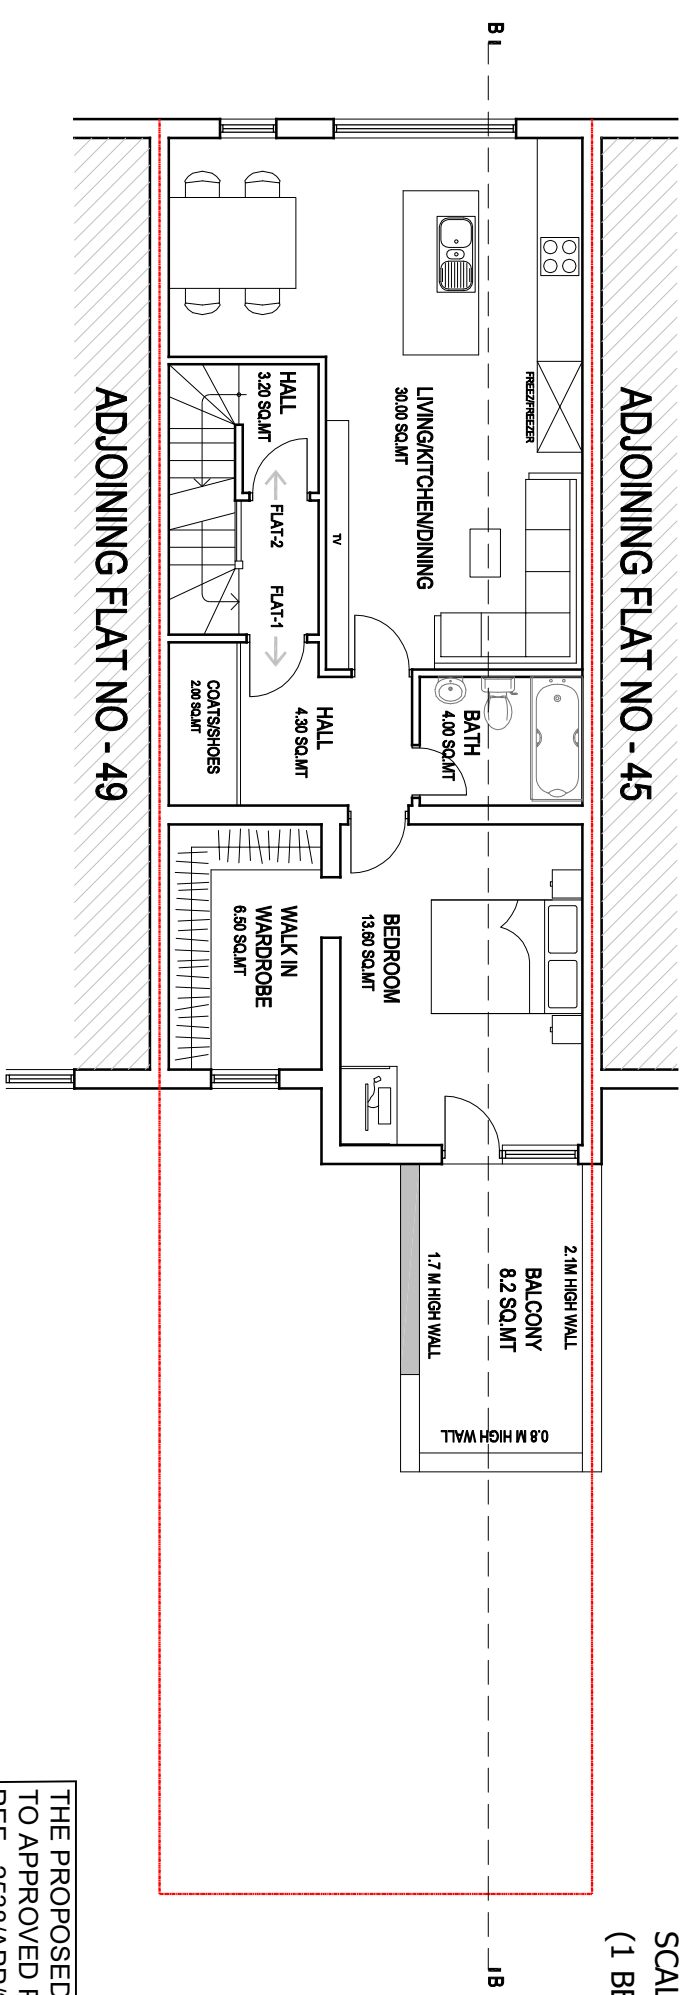 B
ADJOINING FLAT NO - 45
FREEZ/FREEZER
LIVING/KITCHEN/DINING
30.00 SQ.MT
TV
HALL
3.20 SQ.MT
FLAT-2
FLAT-1
HALL
4.30 SQ.MT
COATS/SHOES
2.00 SQ.MT
BATH
4.00 SQ.MT
BEDROOM
13.60 SQ.MT
WALK IN
WARDROBE
6.50 SQ.MT
2.1M HIGH WALL
BALCONY
8.2 SQ.MT
1.7 M HIGH WALL
0.8 M HIGH WALL
ADJOINING FLAT NO - 49
B
SCAL
(1 BE
THE PROPOSED
TO APPROVED